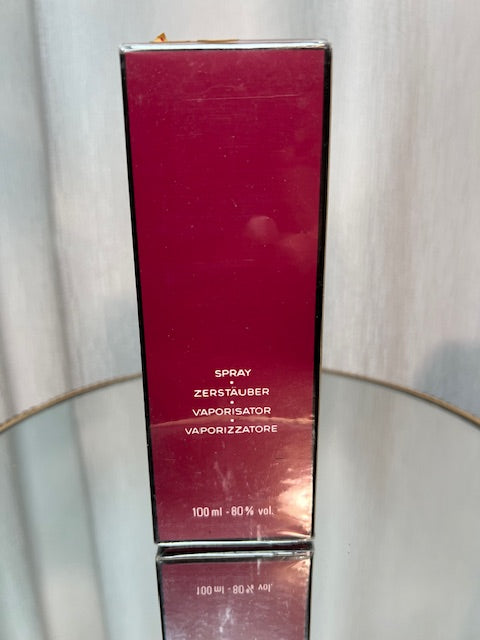 SPRAY
•
ZERSTÄUBER
•
VAPORISATOR
•
VAPORIZZATORE
100 ml - 80% vol.